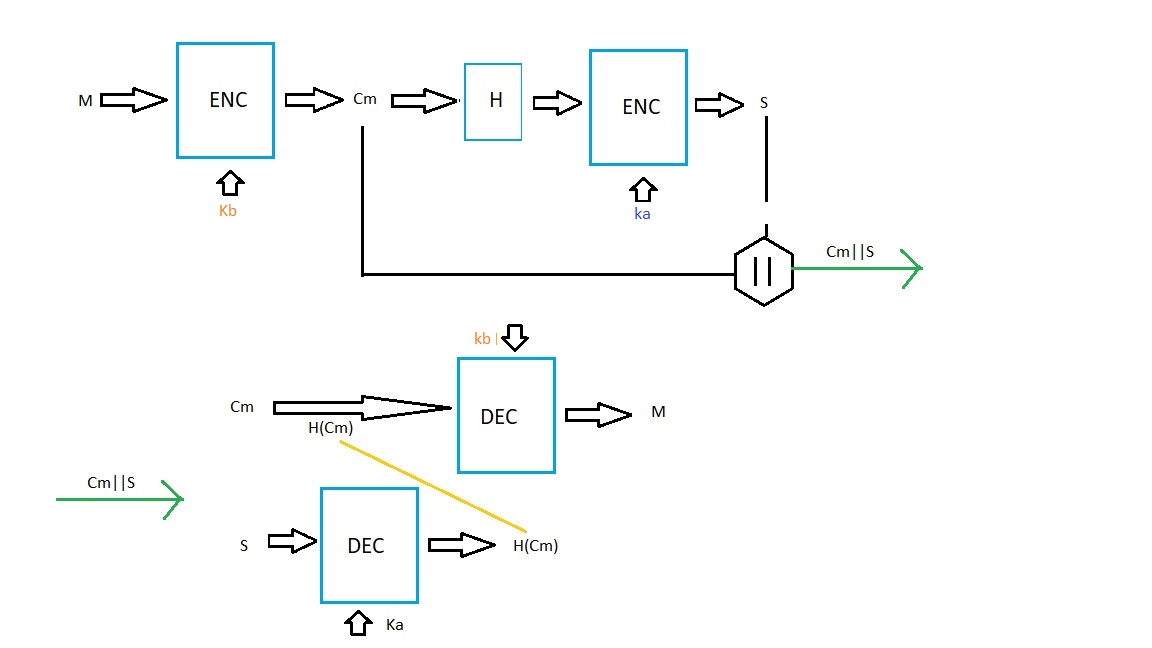 M
ENC
Cm
H
ENC
S
Kb
ka
Cm||S
||
kb
Cm
DEC
M
H(Cm)
Cm||S
S
DEC
H(Cm)
Ka